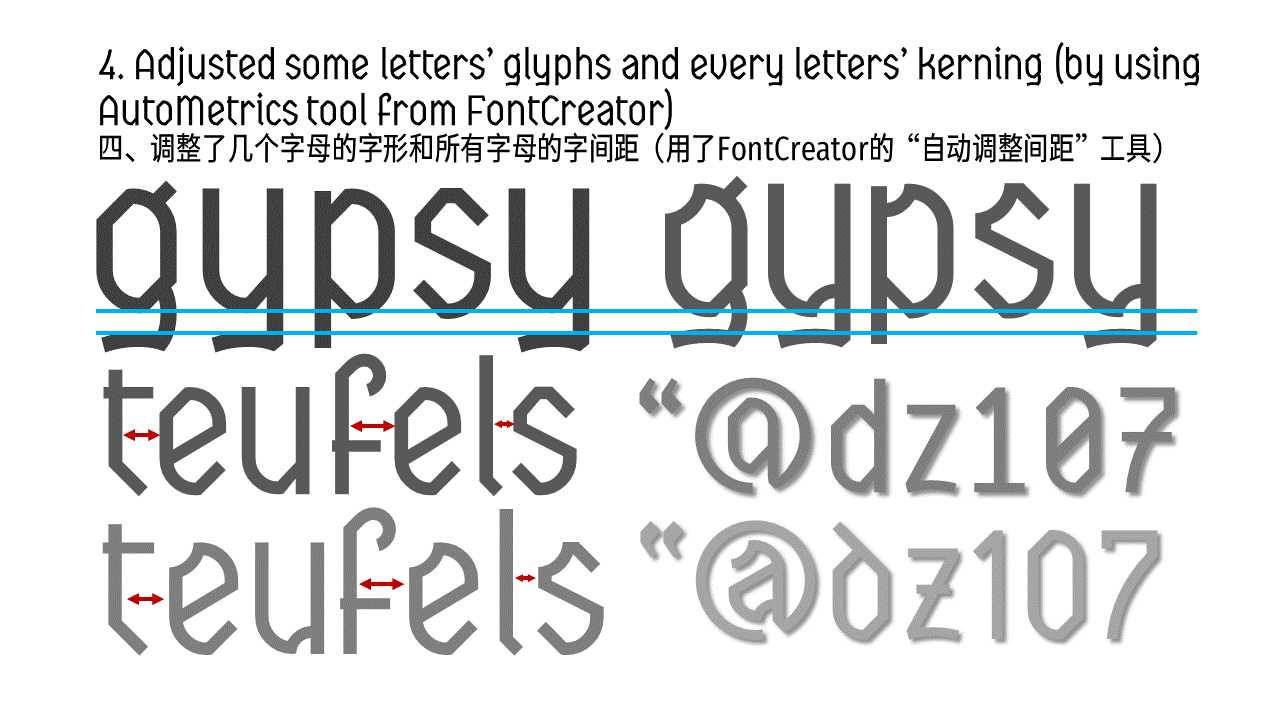 4. Adjusted some letters’ glyphs and every letters’ kerning (by using
AutoMetrics tool from FontCreator)
四、调整了几个字母的字形和所有字母的字间距（用了FontCreator的“自动调整间距”工具）
gypsy gypsy
teufels “@dz107
teufels “@dz107